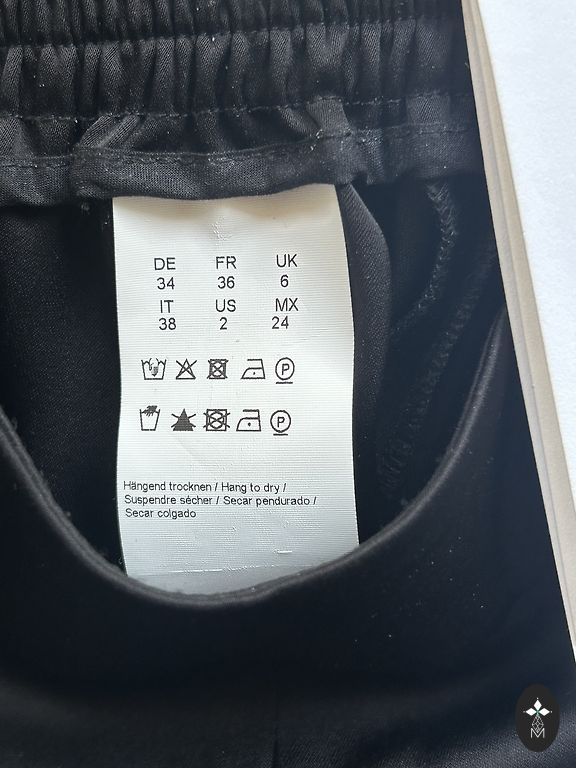 DE FR UK
34 36 6
IT US MX
38 2 24
P
P
Hängend trocknen / Hang to dry /
Suspendre sécher / Secar pendurado /
Secar colgado
M